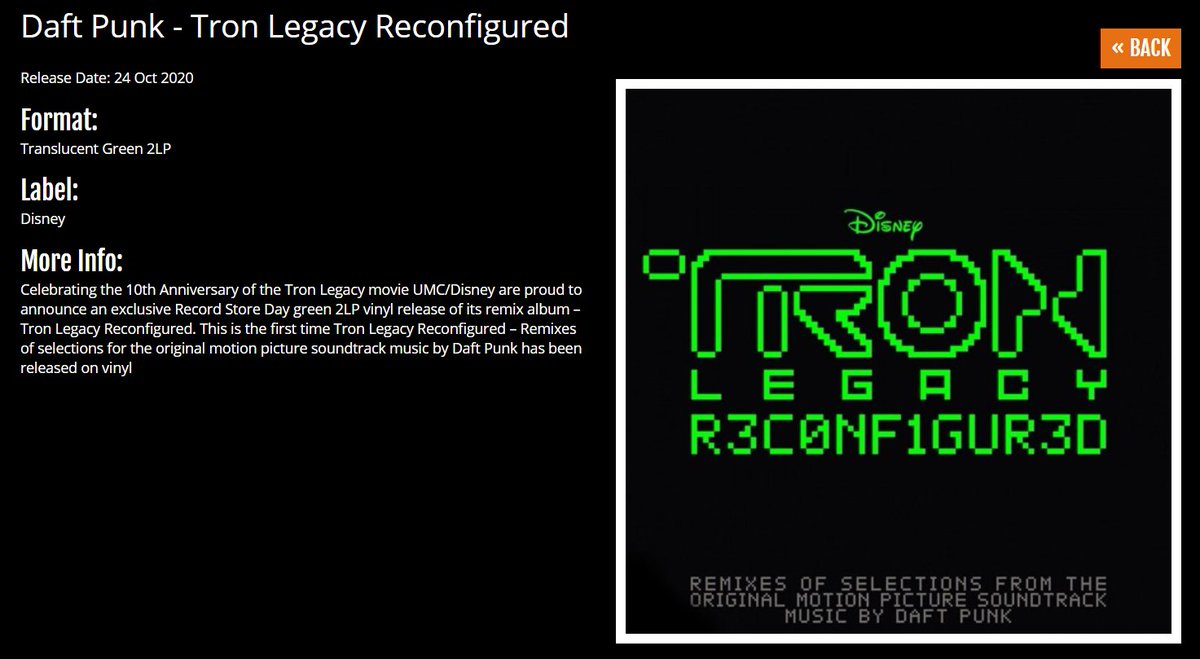 Daft Punk - Tron Legacy Reconfigured
« BACK
Release Date: 24 Oct 2020
Format:
Translucent Green 2LP
Label:
Disney
More Info:
Celebrating the 10th Anniversary of the Tron Legacy movie UMC/Disney are proud to
announce an exclusive Record Store Day green 2LP vinyl release of its remix album –
Tron Legacy Reconfigured. This is the first time Tron Legacy Reconfigured – Remixes
of selections for the original motion picture soundtrack music by Daft Punk has been
released on vinyl
Disney
TRON
LEGACY
R3C0NF1GUR3D
REMIXES OF SELECTIONS FROM THE
ORIGINAL MOTION PICTURE SOUNDTRACK
MUSIC BY DAFT PUNK